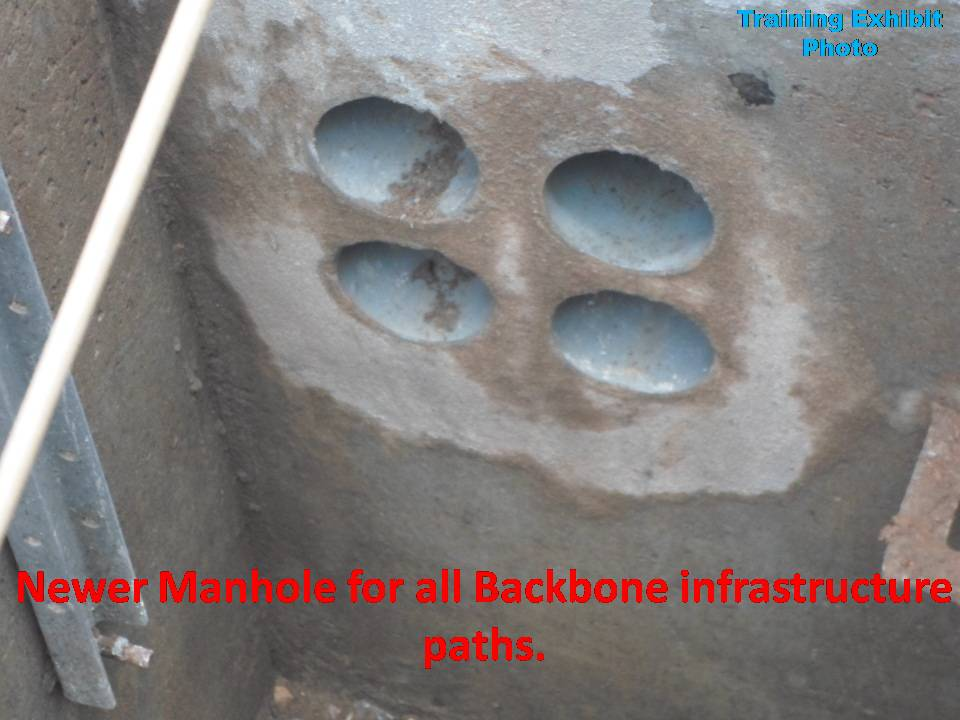 Training Exhibit
Photo
Newer Manhole for all Backbone infrastructure
paths.